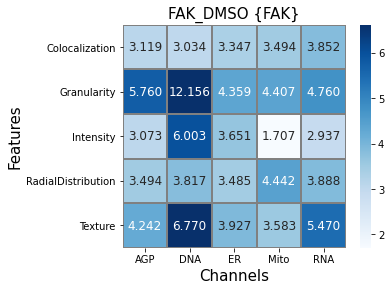 FAK_DMSO {FAK}
Features
Colocalization 3.119 3.034 3.347 3.494 3.852
Granularity 5.760 12.156 4.359 4.407 4.760
Intensity 3.073 6.003 3.651 1.707 2.937
RadialDistribution 3.494 3.817 3.485 4.442 3.888
Texture 4.242 6.770 3.927 3.583 5.470
AGP DNA ER Mito RNA
Channels
6
5
4
3
2